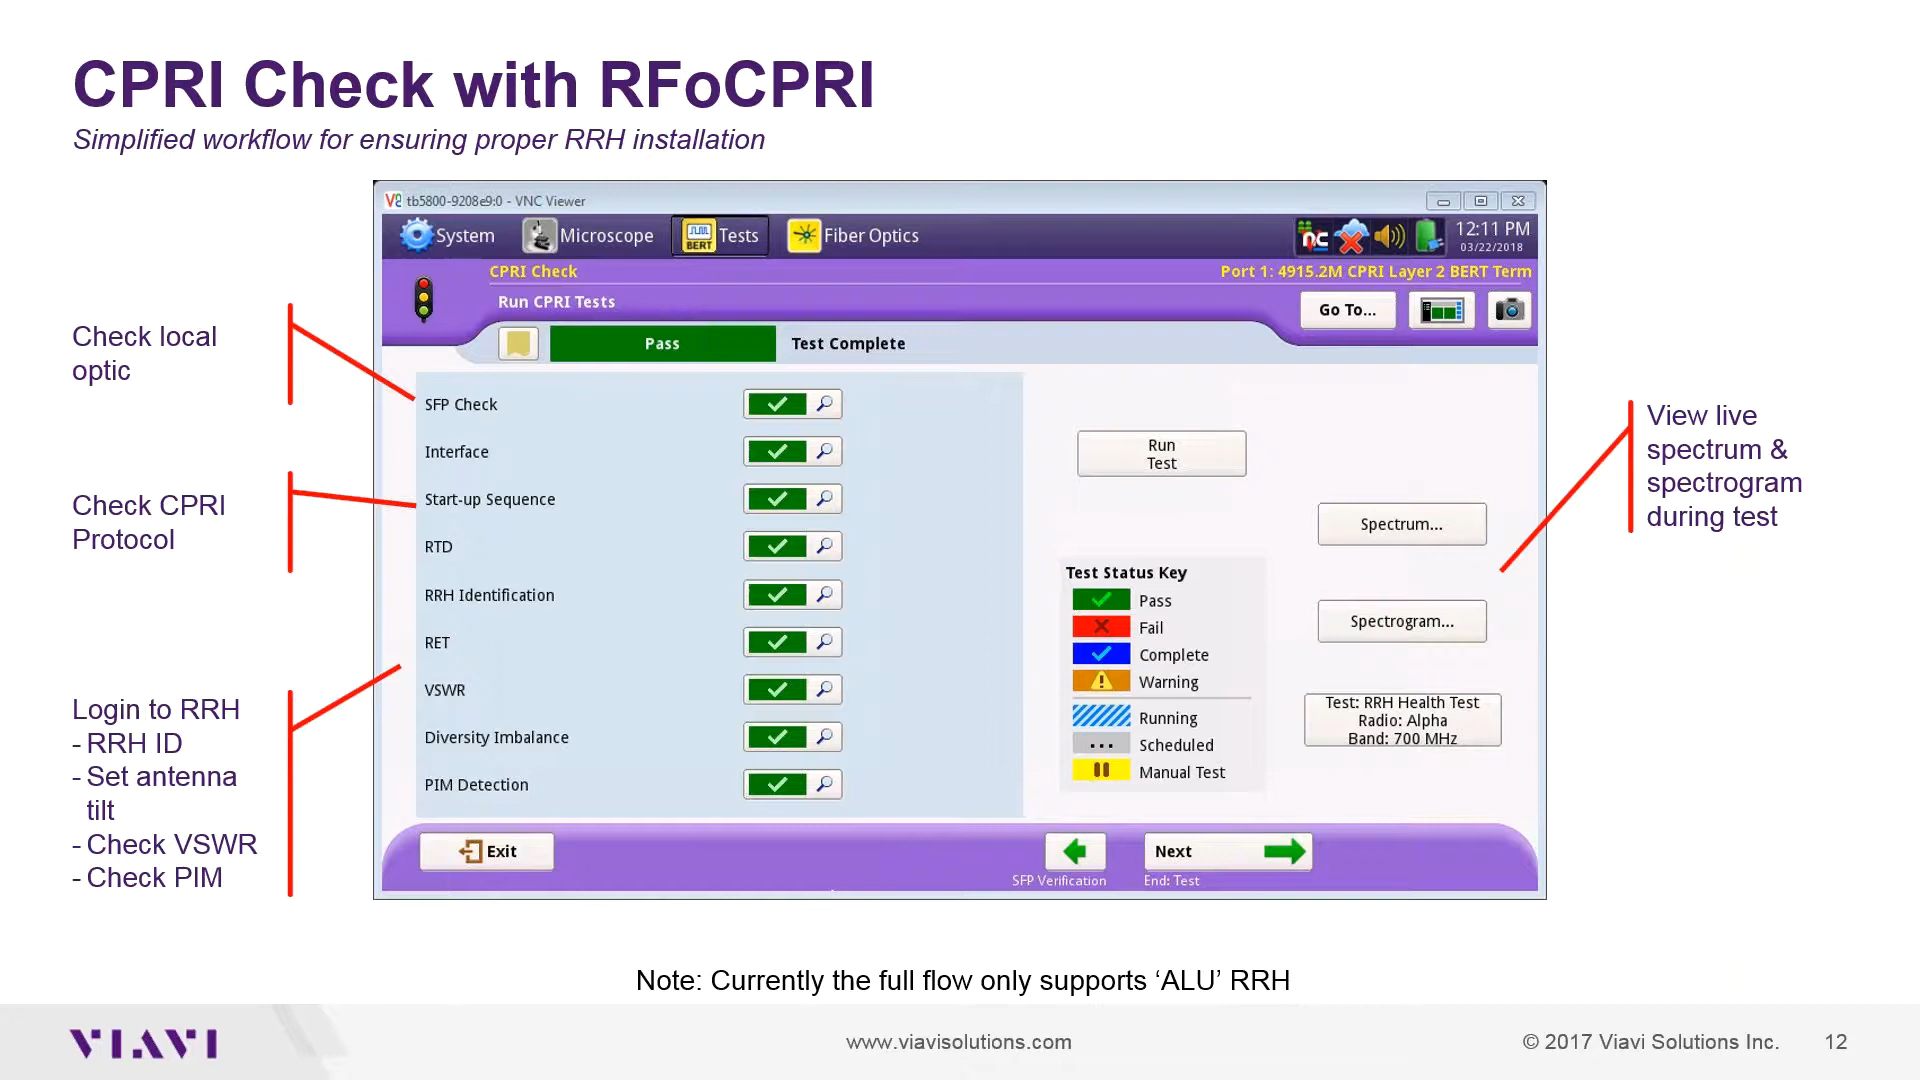 CPRI Check with RFoCPRI
Simplified workflow for ensuring proper RRH installation
tb5800-9208e9:0 - VNC Viewer
System
Microscope
BERT
Tests
Fiber Optics
12:11 PM
03/22/2018
CPRI Check
Port 1: 4915.2M CPRI Layer 2 BERT Term
Run CPRI Tests
Go To...
Pass
Test Complete
Check local
optic
Check CPRI
Protocol
Login to RRH
- RRH ID
- Set antenna
tilt
- Check VSWR
- Check PIM
SFP Check
Interface
Start-up Sequence
RTD
RRH Identification
RET
VSWR
Diversity Imbalance
PIM Detection
Run
Test
Test Status Key
Pass
Fail
Complete
Warning
Running
Scheduled
Manual Test
Spectrum...
Spectrogram...
Test: RRH Health Test
Radio: Alpha
Band: 700 MHz
View live
spectrum &
spectrogram
during test
Exit
SFP Verification
Next
End: Test
Note: Currently the full flow only supports ‘ALU’ RRH
VIAVI
www.viavisolutions.com
© 2017 Viavi Solutions Inc.
12